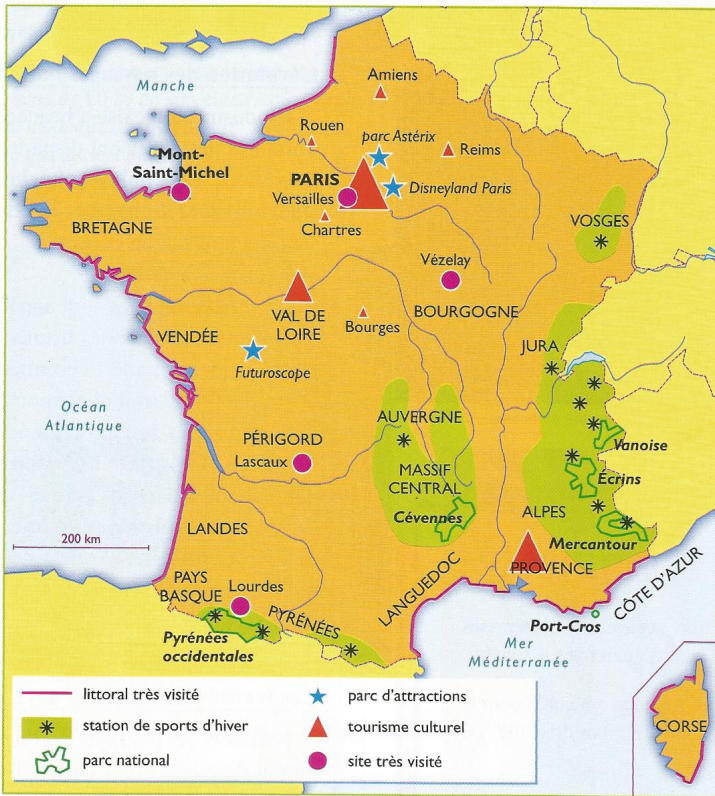 Manche
Amiens
Rouen
parc Astérix
Reims
Mont-
Saint-Michel
PARIS
Versailles
Disneyland Paris
Chartres
BRETAGNE
VOSGES
Vézelay
VAL DE
LOIRE
Bourges
BOURGOGNE
VENDÉE
JURA
Futuroscope
Océan
Atlantique
AUVERGNE
PÉRIGORD
Lascaux
MASSIF
CENTRAL
Vanoise
Écrins
Cévennes
ALPES
LANDES
200 km
Mercantour
PROVENCE
PAYS
BASQUE
Lourdes
LANGUEDOC
CÔTE D'AZUR
PYRÉNÉES
Pyrénées
occidentales
Port-Cros
Mer
Méditerranée
CORSE
littoral très visité
parc d'attractions
station de sports d'hiver
tourisme culturel
parc national
site très visité